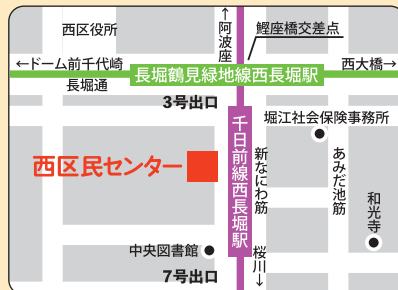 西区役所
↑阿波座
鰹座橋交差点
←ドーム前千代崎
長堀鶴見緑地線西長堀駅
西大橋→
長堀通
3号出口
堀江社会保険事務所
千日前線西長堀駅
新なにわ筋
あみだ池筋
西区民センター
和光寺
中央図書館
桜川→
7号出口